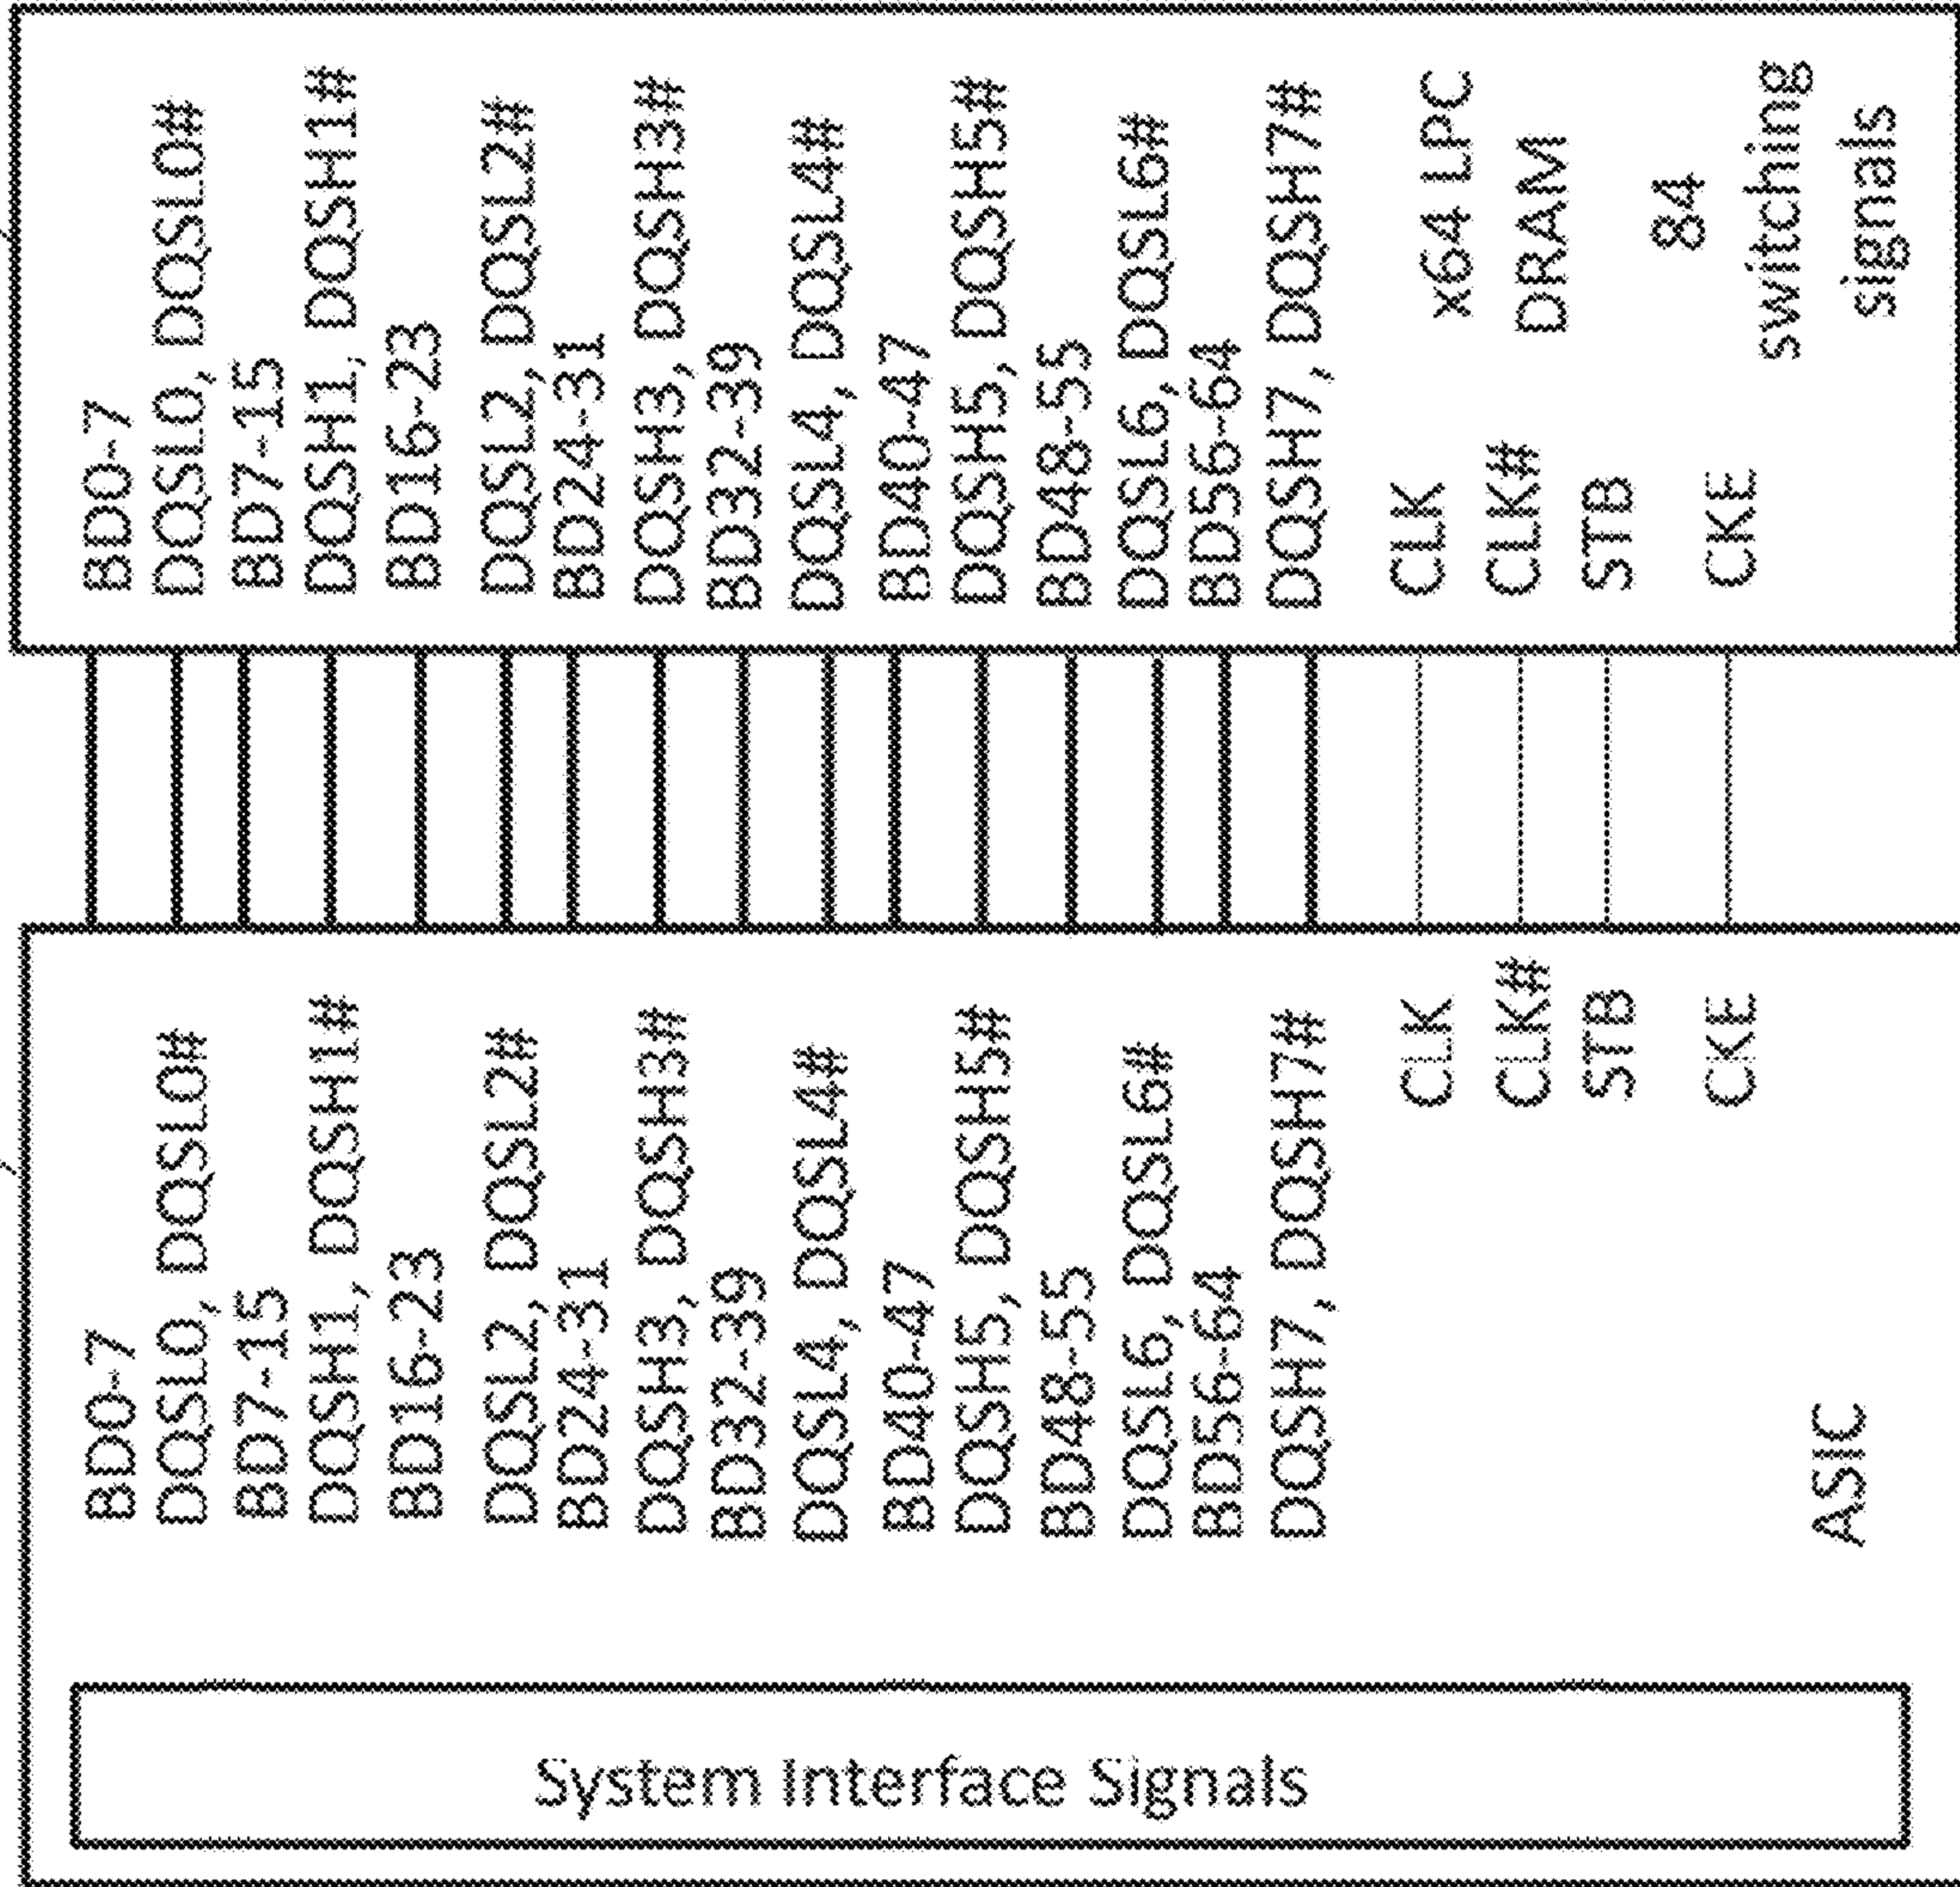 BD0-7
DQSL0, DQSL0#
BD7-15
DQSH1, DQSH1#
BD16-23
DQSL2, DQSL2#
BD24-31
DQSH3, DQSH3#
BD32-39
DQSL4, DQSL4#
BD40-47
DQSH5, DQSH5#
BD48-55
DQSL6, DQSL6#
BD56-64
DQSH7, DQSH7#
CLK
CLK#
STB
CKE
x64 LPC
DRAM
84
switching
signals
BD0-7
DQSL0, DQSL0#
BD7-15
DQSH1, DQSH1#
BD16-23
DQSL2, DQSL2#
BD24-31
DQSH3, DQSH3#
BD32-39
DQSL4, DQSL4#
BD40-47
DQSH5, DQSH5#
BD48-55
DQSL6, DQSL6#
BD56-64
DQSH7, DQSH7#
CLK
CLK#
STB
CKE
ASIC
System Interface Signals